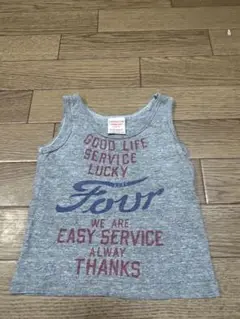 GOOD LIFE
SERVICE
LUCKY
Four
WE ARE
EASY SERVICE
ALWAY
THANKS